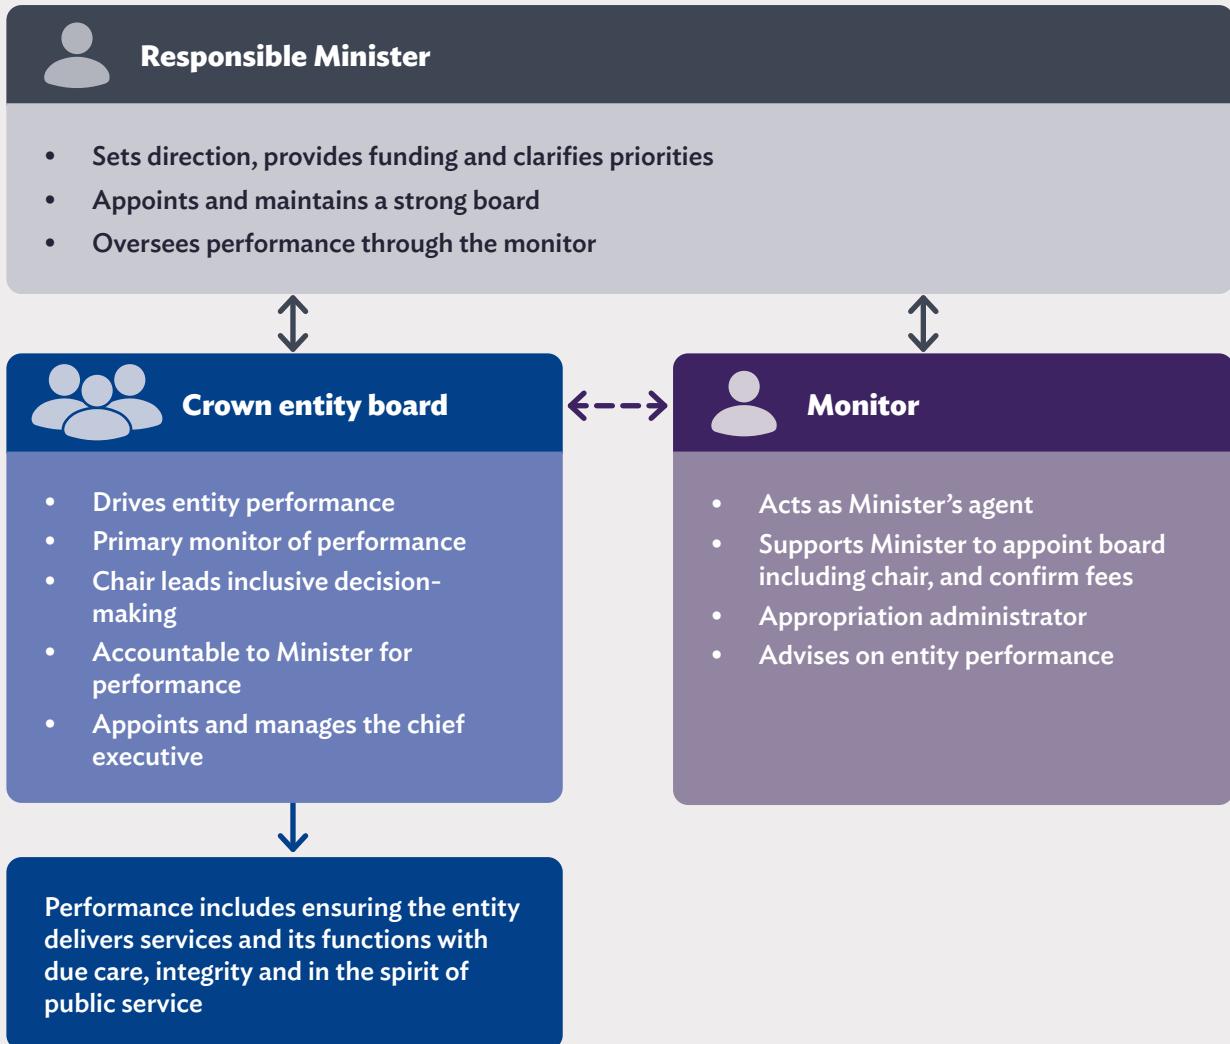 Responsible Minister
• Sets direction, provides funding and clarifies priorities
• Appoints and maintains a strong board
• Oversees performance through the monitor
Crown entity board
• Drives entity performance
• Primary monitor of performance
• Chair leads inclusive decision-
making
• Accountable to Minister for
performance
• Appoints and manages the chief
executive
Monitor
• Acts as Minister’s agent
• Supports Minister to appoint board
including chair, and confirm fees
• Appropriation administrator
• Advises on entity performance
Performance includes ensuring the entity
delivers services and its functions with
due care, integrity and in the spirit of
public service